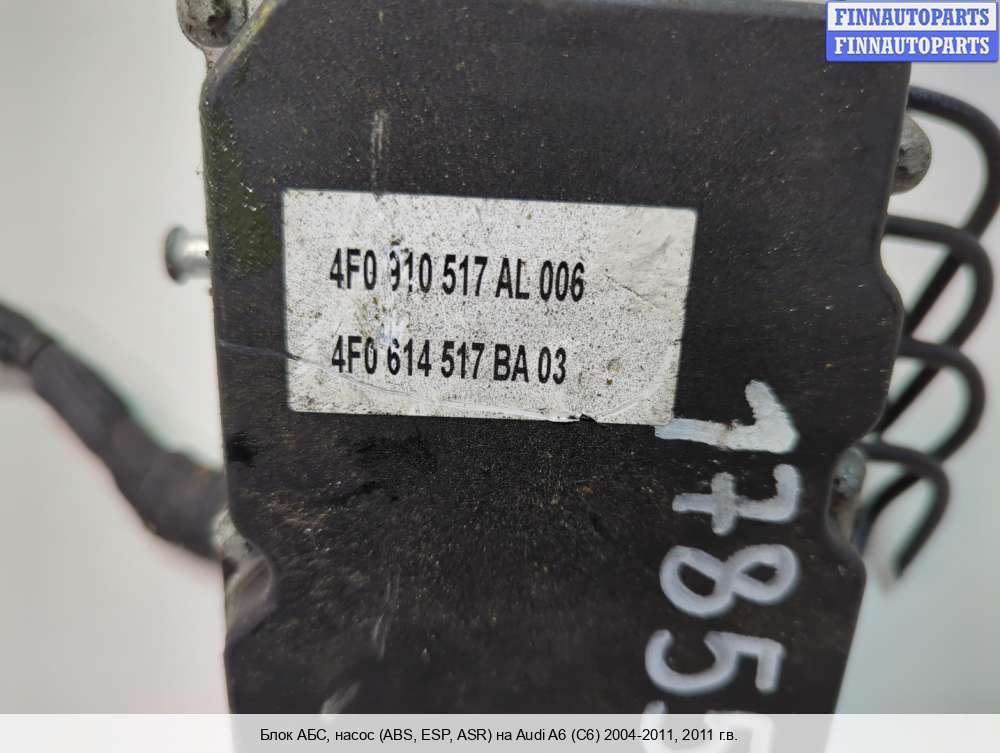 FINNAUTOPARTS
FINNAUTOPARTS
4F0 910 517 AL 006
4F0 614 517 BA 03
17855
Блок АБС, насос (ABS, ESP, ASR) на Audi A6 (C6) 2004-2011, 2011 г.в.